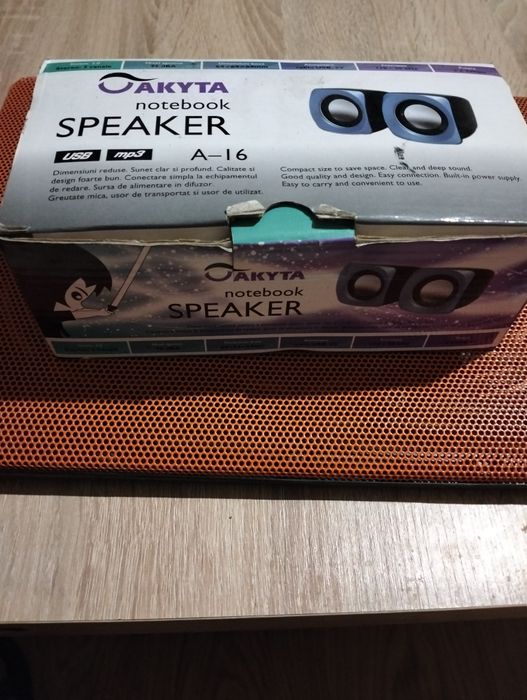 AKYTA
notebook
SPEAKER
USB mp3 A-16
Dimensiuni reduse. Sunet clar si profund. Calitate si
design foarte bun. Conectare simpla la echipamentul
de redare. Sursa de alimentare in difuzor.
Greutate mica, usor de transportat si usor de utilizat.
Compact size to save space. Clear and deep sound.
Good quality and design. Easy connection. Built-in power supply.
Easy to carry and convenient to use.
AKYTA
notebook
SPEAKER